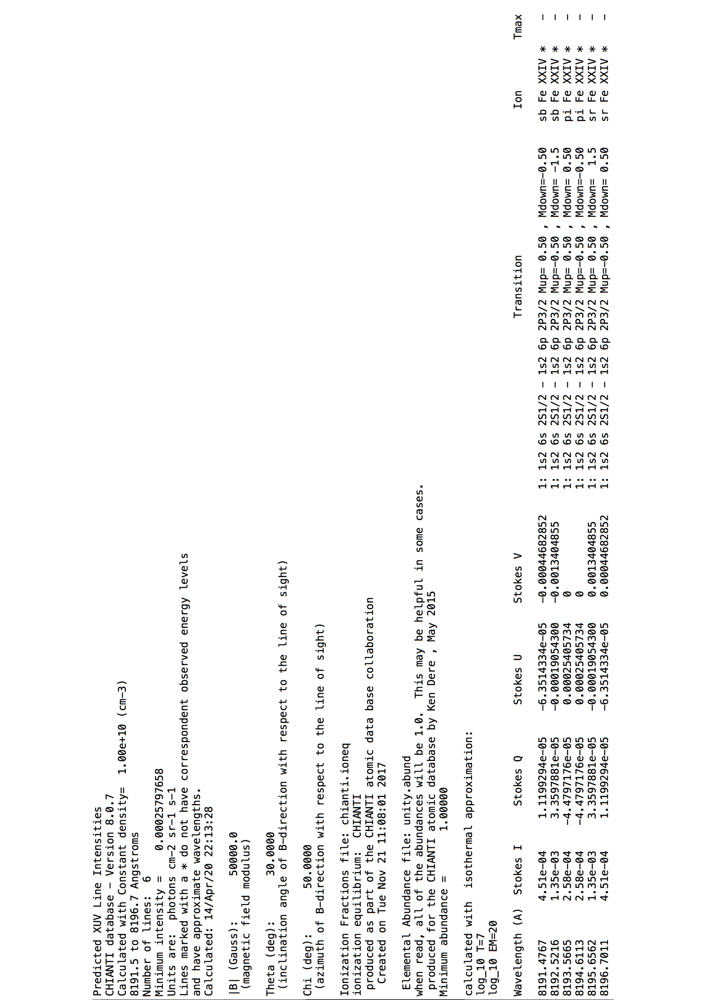 Predicted XUV Line Intensities
CHIANTI database - Version 8.0.7
Calculated with Constant density=  1.00e+10 (cm-3)
8191.5 to 8196.7 Angstroms
Number of lines:  6
Minimum intensity =    0.00025797658
Units are:  photons cm-2 sr-1 s-1
Lines marked with a * do not have correspondent observed energy levels
and have approximate wavelengths.
Calculated: 14/Apr/20 22:13:28
|B| (Gauss):     50000.0
(magnetic field modulus)
Theta (deg):     30.0000
(inclination angle of B-direction with respect to the line of sight)
Chi (deg):     50.0000
(azimuth of B-direction with respect to the line of sight)
Ionization Fractions file: chianti.ioneq
ionization equilibrium:  CHIANTI
produced as part of the CHIANTI atomic data base collaboration
Created on Tue Nov 21 11:08:01 2017
Elemental Abundance file: unity.abund
when read, all of the abundances will be 1.0.  This may be helpful in some cases.
produced for the CHIANTI atomic database by Ken Dere , May 2015
Minimum abundance =      1.00000
calculated with  isothermal approximation:
log_10 T=7
log_10 EM=20
Wavelength (A)  Stokes I  Stokes Q  Stokes U  Stokes V  Transition  Ion  Tmax
8191.4767  4.51e-04  1.1199294e-05  -6.3514334e-05  -0.00044682852  1: 1s2 6s 2S1/2 - 1s2 6p 2P3/2 Mup= 0.50 , Mdown=-0.50  sb Fe XXIV *  -
8192.5216  1.35e-03  3.3597881e-05  -0.00019054300  -0.0013404855  1: 1s2 6s 2S1/2 - 1s2 6p 2P3/2 Mup=-0.50 , Mdown= -1.5  sb Fe XXIV *  -
8193.5665  2.58e-04  -4.4797176e-05  0.00025405734  0  1: 1s2 6s 2S1/2 - 1s2 6p 2P3/2 Mup= 0.50 , Mdown= 0.50  pi Fe XXIV *  -
8194.6113  2.58e-04  -4.4797176e-05  0.00025405734  0  1: 1s2 6s 2S1/2 - 1s2 6p 2P3/2 Mup=-0.50 , Mdown=-0.50  pi Fe XXIV *  -
8195.6562  1.35e-03  3.3597881e-05  -0.00019054300  0.0013404855  1: 1s2 6s 2S1/2 - 1s2 6p 2P3/2 Mup= 0.50 , Mdown=  1.5  sr Fe XXIV *  -
8196.7011  4.51e-04  1.1199294e-05  -6.3514334e-05  0.00044682852  1: 1s2 6s 2S1/2 - 1s2 6p 2P3/2 Mup=-0.50 , Mdown= 0.50  sr Fe XXIV *  -